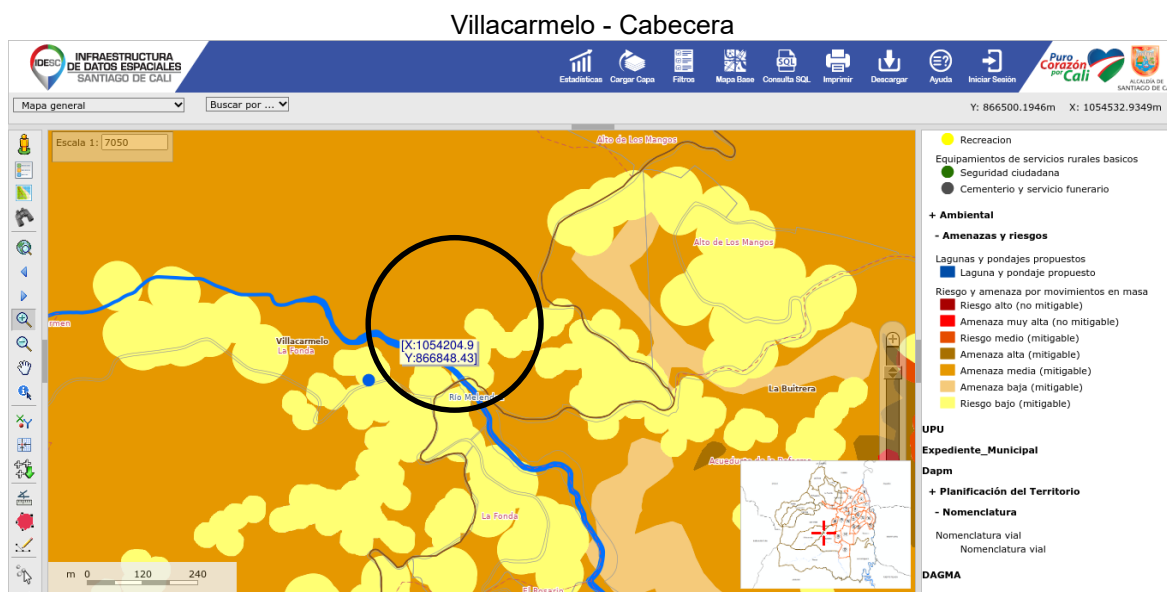 Villacarmelo - Cabecera
IDESC
INFRAESTRUCTURA
DE DATOS ESPACIALES
SANTIAGO DE CALI
Estadísticas
Cargar Capa
Filtros
Mapa Base
SQL
Consulta SQL
Imprimir
Descargar
Ayuda
Iniciar Sesión
Puro
Corazón
por Cali
ALCALDÍA DE
SANTIAGO DE CA
Mapa general
Buscar por ...
Y: 866500.1946m X: 1054532.9349m
Escala 1: 7050
Alto de Los Mangos
Alto de Los Mangos
rmen
Villacarmelo
La Fonda
[X:1054204.9
Y:866848.43]
Rio Melend
La Buitrera
La Fonda
El Rosario
m 0 120 240
Recreacion
Equipamientos de servicios rurales basicos
Seguridad ciudadana
Cementerio y servicio funerario
+ Ambiental
- Amenazas y riesgos
Lagunas y pondajes propuestos
Laguna y pondaje propuesto
Riesgo y amenaza por movimientos en masa
Riesgo alto (no mitigable)
Amenaza muy alta (no mitigable)
Riesgo medio (mitigable)
Amenaza alta (mitigable)
Amenaza media (mitigable)
Amenaza baja (mitigable)
Riesgo bajo (mitigable)
UPU
Expediente_Municipal
Dapm
+ Planificación del Territorio
- Nomenclatura
Nomenclatura vial
Nomenclatura vial
DAGMA